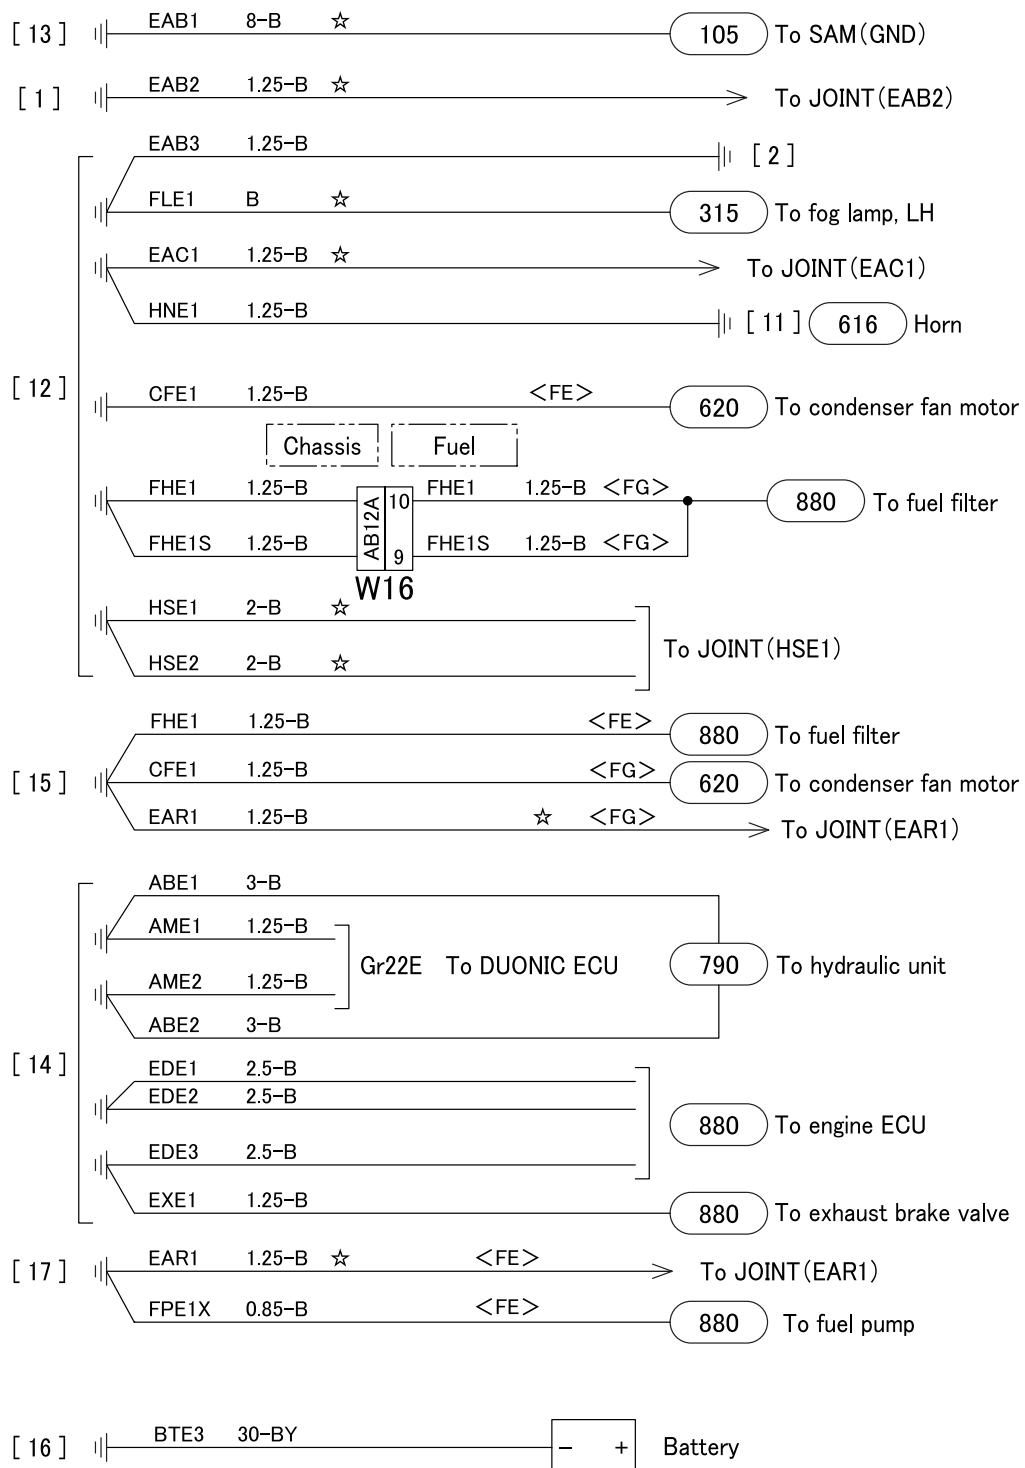 [ 13 ] EAB1 8-B ☆ 105 To SAM(GND)
[ 1 ] EAB2 1.25-B ☆ To JOINT(EAB2)
EAB3 1.25-B [ 2 ]
FLE1 B ☆ 315 To fog lamp, LH
EAC1 1.25-B ☆ To JOINT(EAC1)
HNE1 1.25-B [ 11 ] 616 Horn
[ 12 ] CFE1 1.25-B <FE> 620 To condenser fan motor
Chassis Fuel
FHE1 1.25-B AB12A 10 FHE1 1.25-B <FG> 880 To fuel filter
FHE1S 1.25-B 9 FHE1S 1.25-B <FG>
W16
HSE1 2-B ☆
To JOINT(HSE1)
HSE2 2-B ☆
FHE1 1.25-B <FE> 880 To fuel filter
[ 15 ] CFE1 1.25-B <FG> 620 To condenser fan motor
EAR1 1.25-B ☆ <FG> To JOINT(EAR1)
ABE1 3-B
AME1 1.25-B
Gr22E To DUONIC ECU 790 To hydraulic unit
AME2 1.25-B
ABE2 3-B
[ 14 ]
EDE1 2.5-B
EDE2 2.5-B
880 To engine ECU
EDE3 2.5-B
EXE1 1.25-B 880 To exhaust brake valve
[ 17 ] EAR1 1.25-B ☆ <FE> To JOINT(EAR1)
FPE1X 0.85-B <FE> 880 To fuel pump
[ 16 ] BTE3 30-BY - + Battery